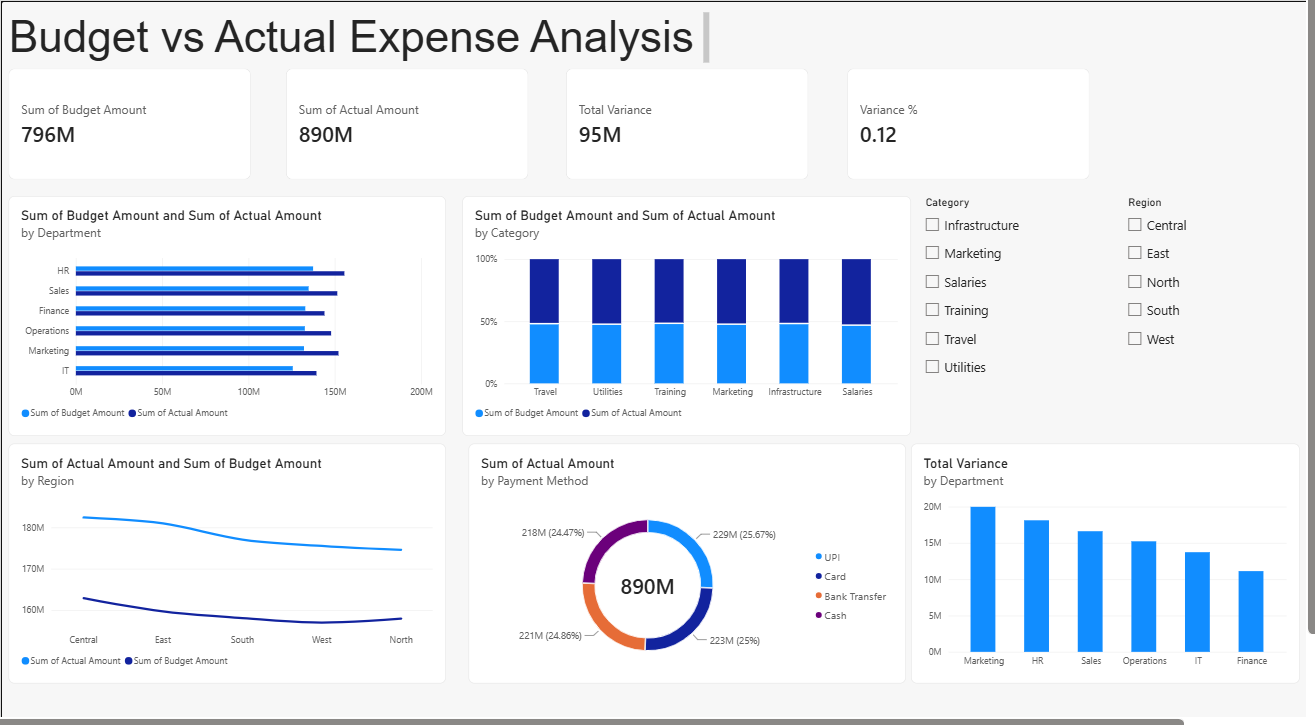 Budget vs Actual Expense Analysis
Sum of Budget Amount
796M
Sum of Actual Amount
890M
Total Variance
95M
Variance %
0.12
Sum of Budget Amount and Sum of Actual Amount
by Department
HR
Sales
Finance
Operations
Marketing
IT
0M 50M 100M 150M 200M
Sum of Budget Amount Sum of Actual Amount
Sum of Budget Amount and Sum of Actual Amount
by Category
100%
50%
0%
Travel Utilities Training Marketing Infrastructure Salaries
Sum of Budget Amount Sum of Actual Amount
Category
Infrastructure
Marketing
Salaries
Training
Travel
Utilities
Region
Central
East
North
South
West
Sum of Actual Amount and Sum of Budget Amount
by Region
180M
170M
160M
Central East South West North
Sum of Actual Amount Sum of Budget Amount
Sum of Actual Amount
by Payment Method
218M (24.47%)
229M (25.67%)
890M
221M (24.86%)
223M (25%)
UPI
Card
Bank Transfer
Cash
Total Variance
by Department
20M
15M
10M
5M
0M
Marketing HR Sales Operations IT Finance